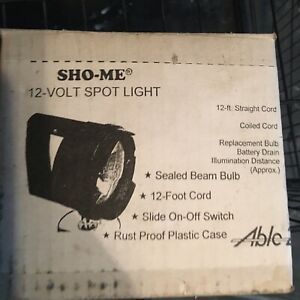 SHO-ME®
12-VOLT SPOT LIGHT
12-ft. Straight Cord
Coiled Cord
Replacement Bulb
Battery Drain
Illumination Distance
(Approx.)
★ Sealed Beam Bulb
★ 12-Foot Cord
★ Slide On-Off Switch
★ Rust Proof Plastic Case
Able